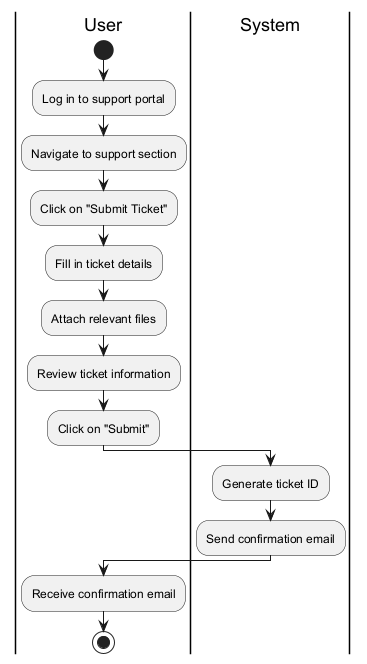 User
System
Log in to support portal
Navigate to support section
Click on "Submit Ticket"
Fill in ticket details
Attach relevant files
Review ticket information
Click on "Submit"
Generate ticket ID
Send confirmation email
Receive confirmation email